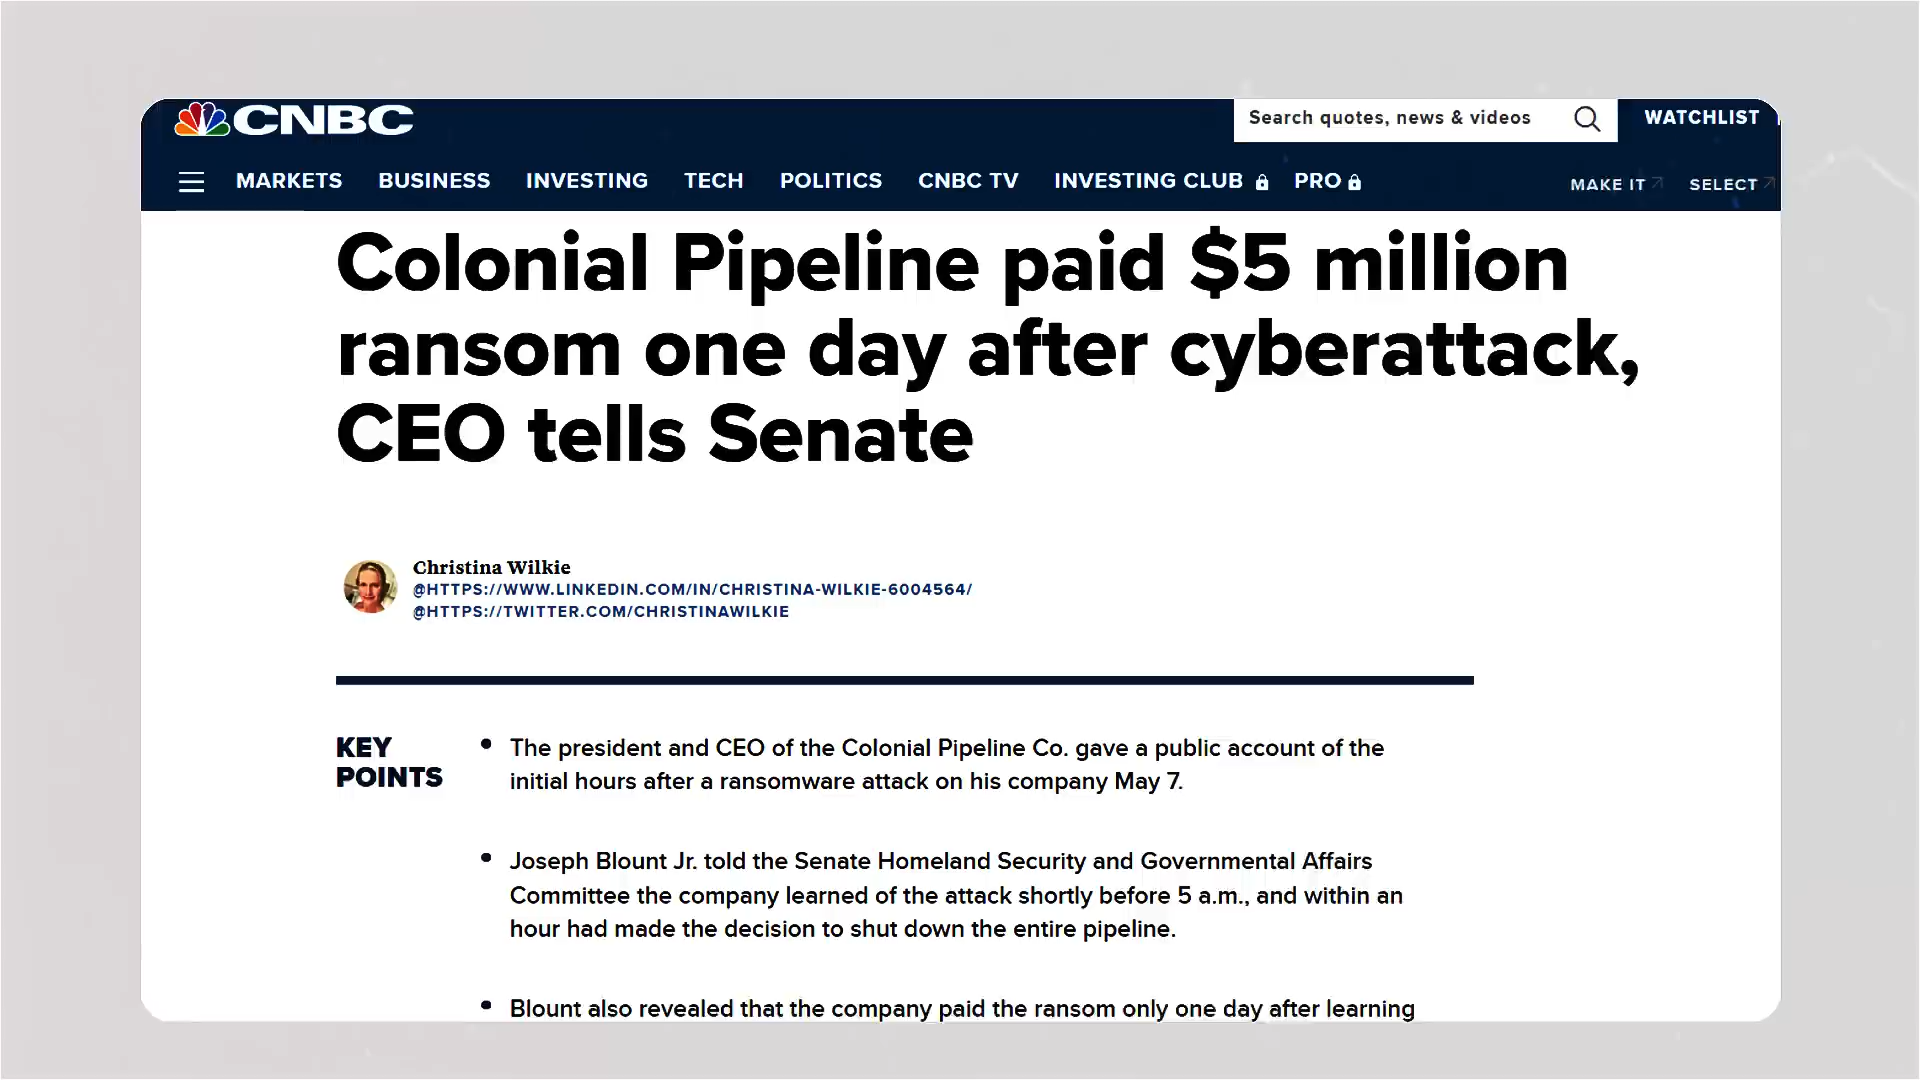 CNBC
Search quotes, news & videos
WATCHLIST
MARKETS BUSINESS INVESTING TECH POLITICS CNBC TV INVESTING CLUB PRO
MAKE IT SELECT
Colonial Pipeline paid $5 million
ransom one day after cyberattack,
CEO tells Senate
Christina Wilkie
@HTTPS://WWW.LINKEDIN.COM/IN/CHRISTINA-WILKIE-6004564/
@HTTPS://TWITTER.COM/CHRISTINAWILKIE
KEY
POINTS
The president and CEO of the Colonial Pipeline Co. gave a public account of the
initial hours after a ransomware attack on his company May 7.
Joseph Blount Jr. told the Senate Homeland Security and Governmental Affairs
Committee the company learned of the attack shortly before 5 a.m., and within an
hour had made the decision to shut down the entire pipeline.
Blount also revealed that the company paid the ransom only one day after learning